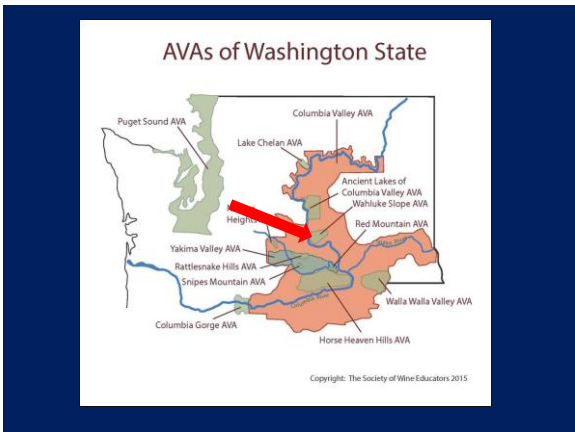 AVAs of Washington State
Columbia Valley AVA
Puget Sound AVA
Lake Chelan AVA
Ancient Lakes of
Columbia Valley AVA
Wahluke Slope AVA
Heights
Red Mountain AVA
Yakima Valley AVA
Rattlesnake Hills AVA
Snipes Mountain AVA
Columbia River
Walla Walla Valley AVA
Columbia Gorge AVA
Horse Heaven Hills AVA
Copyright: The Society of Wine Educators 2015